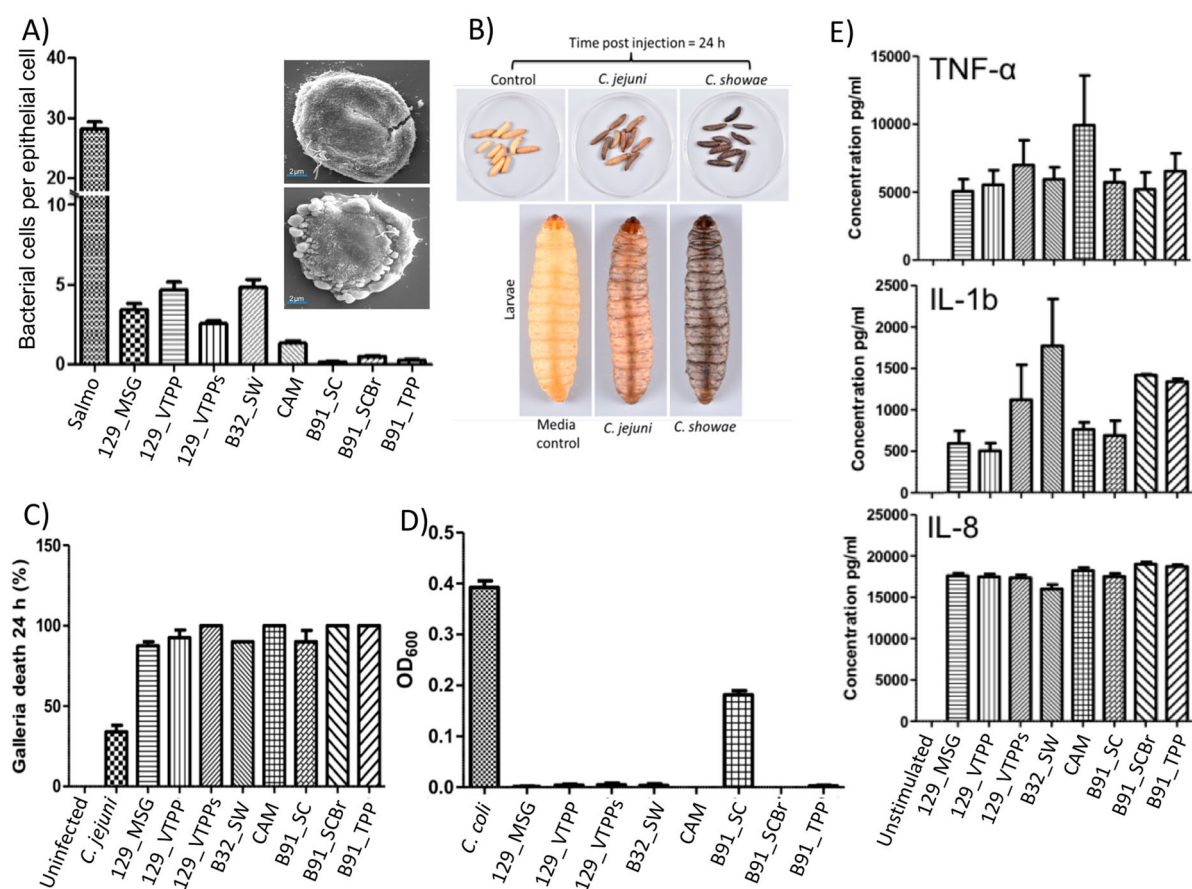 A)
Bacterial cells per epithelial cell
40
30
20
10
5
0
2µm
2µm
Salmo
129_MSG
129_VTPP
129_VTPPs
B32_SW
CAM
B91_SC
B91_SCBr
B91_TPP
B)
Time post injection = 24 h
Control
C. jejuni
C. showae
Larvae
Media control
C. jejuni
C. showae
C)
Galleria death 24 h (%)
150
100
50
0
Uninfected
C. jejuni
129_MSG
129_VTPP
129_VTPPs
B32_SW
CAM
B91_SC
B91_SCBr
B91_TPP
D)
OD600
0.5
0.4
0.3
0.2
0.1
0.0
C. coli
129_MSG
129_VTPP
129_VTPPs
B32_SW
CAM
B91_SC
B91_SCBr
B91_TPP
E)
TNF-α
Concentration pg/ml
15000
10000
5000
0
IL-1b
Concentration pg/ml
2500
2000
1500
1000
500
0
IL-8
Concentration pg/ml
25000
20000
15000
10000
5000
0
Unstimulated
129_MSG
129_VTPP
129_VTPPs
B32_SW
CAM
B91_SC
B91_SCBr
B91_TPP